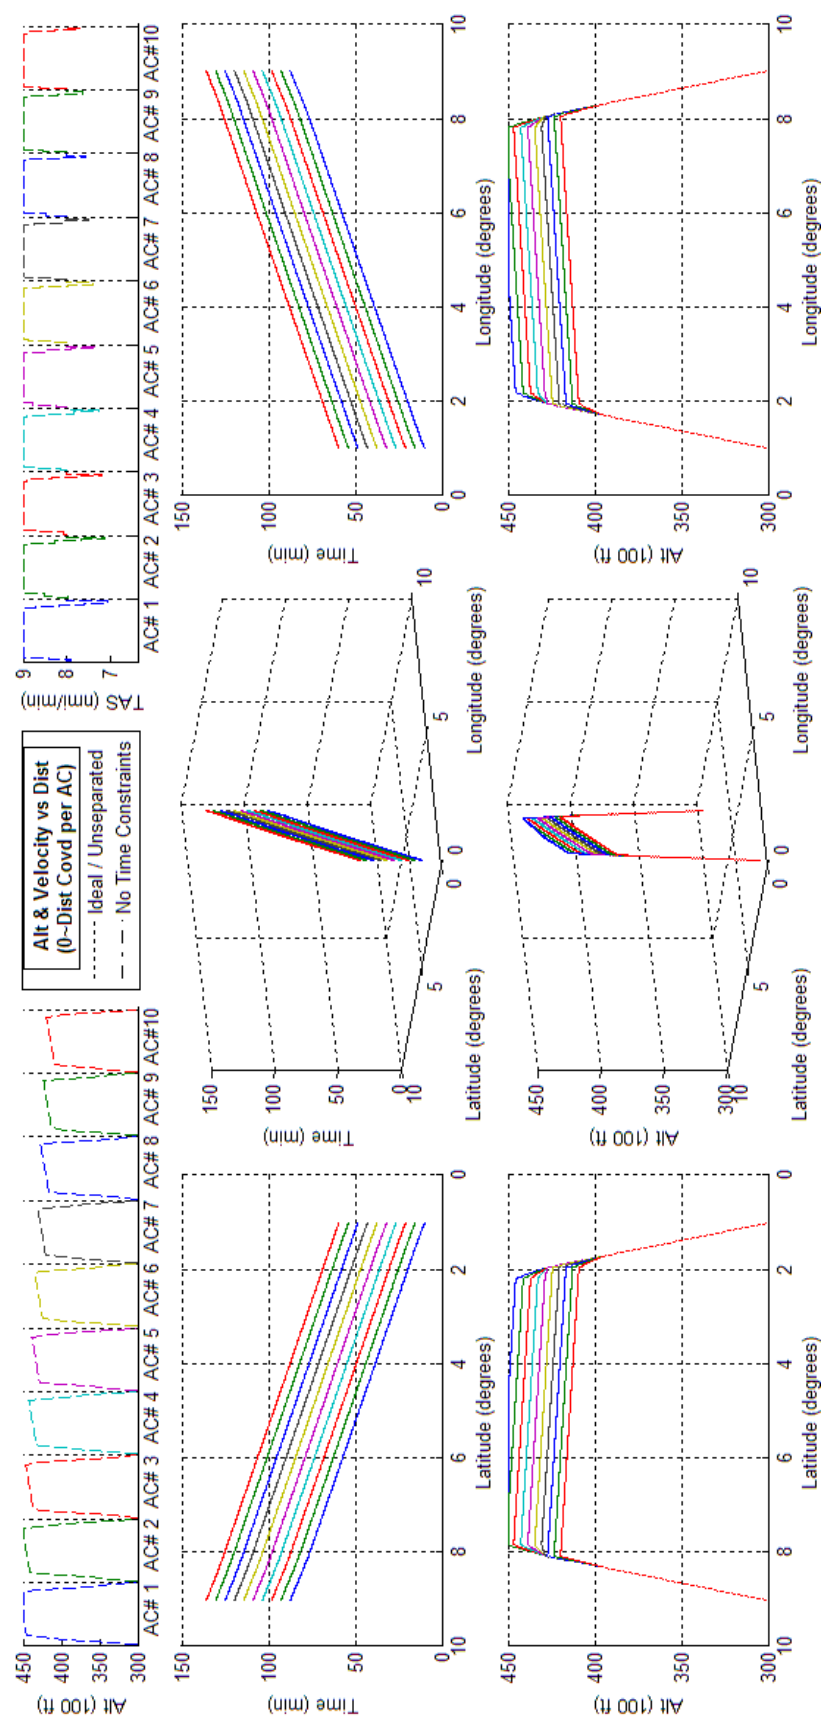 450
400
350
300
Alt (100 ft)
AC# 1
AC# 2
AC# 3
AC# 4
AC# 5
AC# 6
AC# 7
AC# 8
AC# 9
AC#10
Alt & Velocity vs Dist
(0~Dist Covd per AC)
Ideal / Unseparated
No Time Constraints
9
8
7
TAS (nmi/min)
AC# 1
AC# 2
AC# 3
AC# 4
AC# 5
AC# 6
AC# 7
AC# 8
AC# 9
AC#10
150
100
50
0
Time (min)
10
8
6
4
2
0
Latitude (degrees)
150
100
50
0
Time (min)
10
5
0
Latitude (degrees)
0
5
10
Longitude (degrees)
150
100
50
0
Time (min)
0
2
4
6
8
10
Longitude (degrees)
450
400
350
300
Alt (100 ft)
10
8
6
4
2
0
Latitude (degrees)
450
400
350
300
Alt (100 ft)
10
5
0
Latitude (degrees)
0
5
10
Longitude (degrees)
450
400
350
300
Alt (100 ft)
0
2
4
6
8
10
Longitude (degrees)